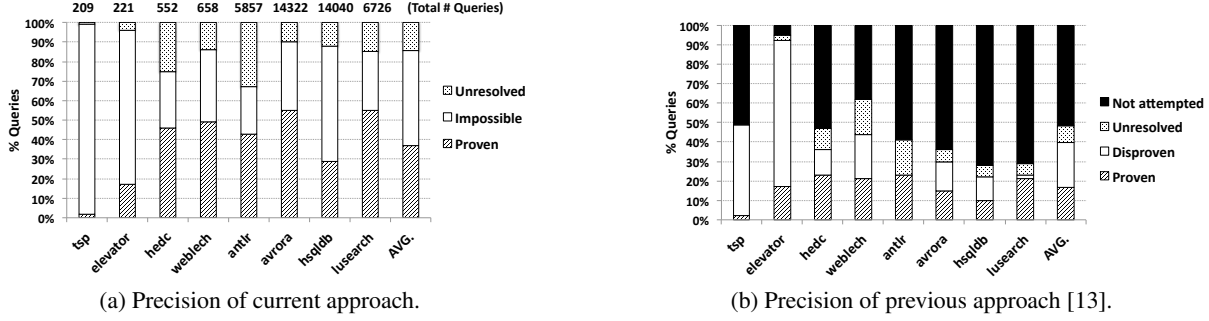 209 221 552 658 5857 14322 14040 6726 (Total # Queries)
100%
90%
80%
70%
60%
50%
40%
30%
20%
10%
0%
% Queries
Unresolved
Impossible
Proven
tsp
elevator
hedc
weblech
antlr
avrora
hsqldb
lusearch
AVG.
(a) Precision of current approach.
100%
90%
80%
70%
60%
50%
40%
30%
20%
10%
0%
% Queries
Not attempted
Unresolved
Disproven
Proven
tsp
elevator
hedc
weblech
antlr
avrora
hsqldb
lusearch
AVG.
(b) Precision of previous approach [13].